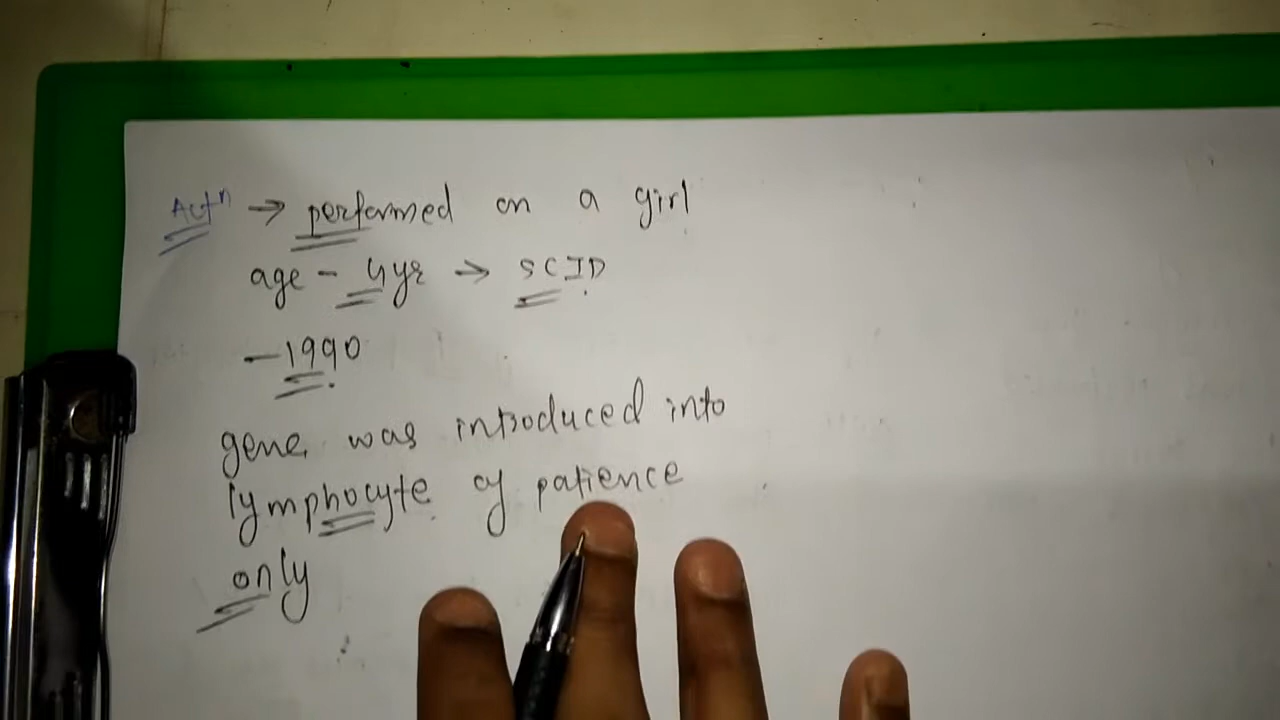 Actⁿ → performed on a girl
age - 4yr → SCID
- 1990
gene was introduced into
lymphocyte of patience
only